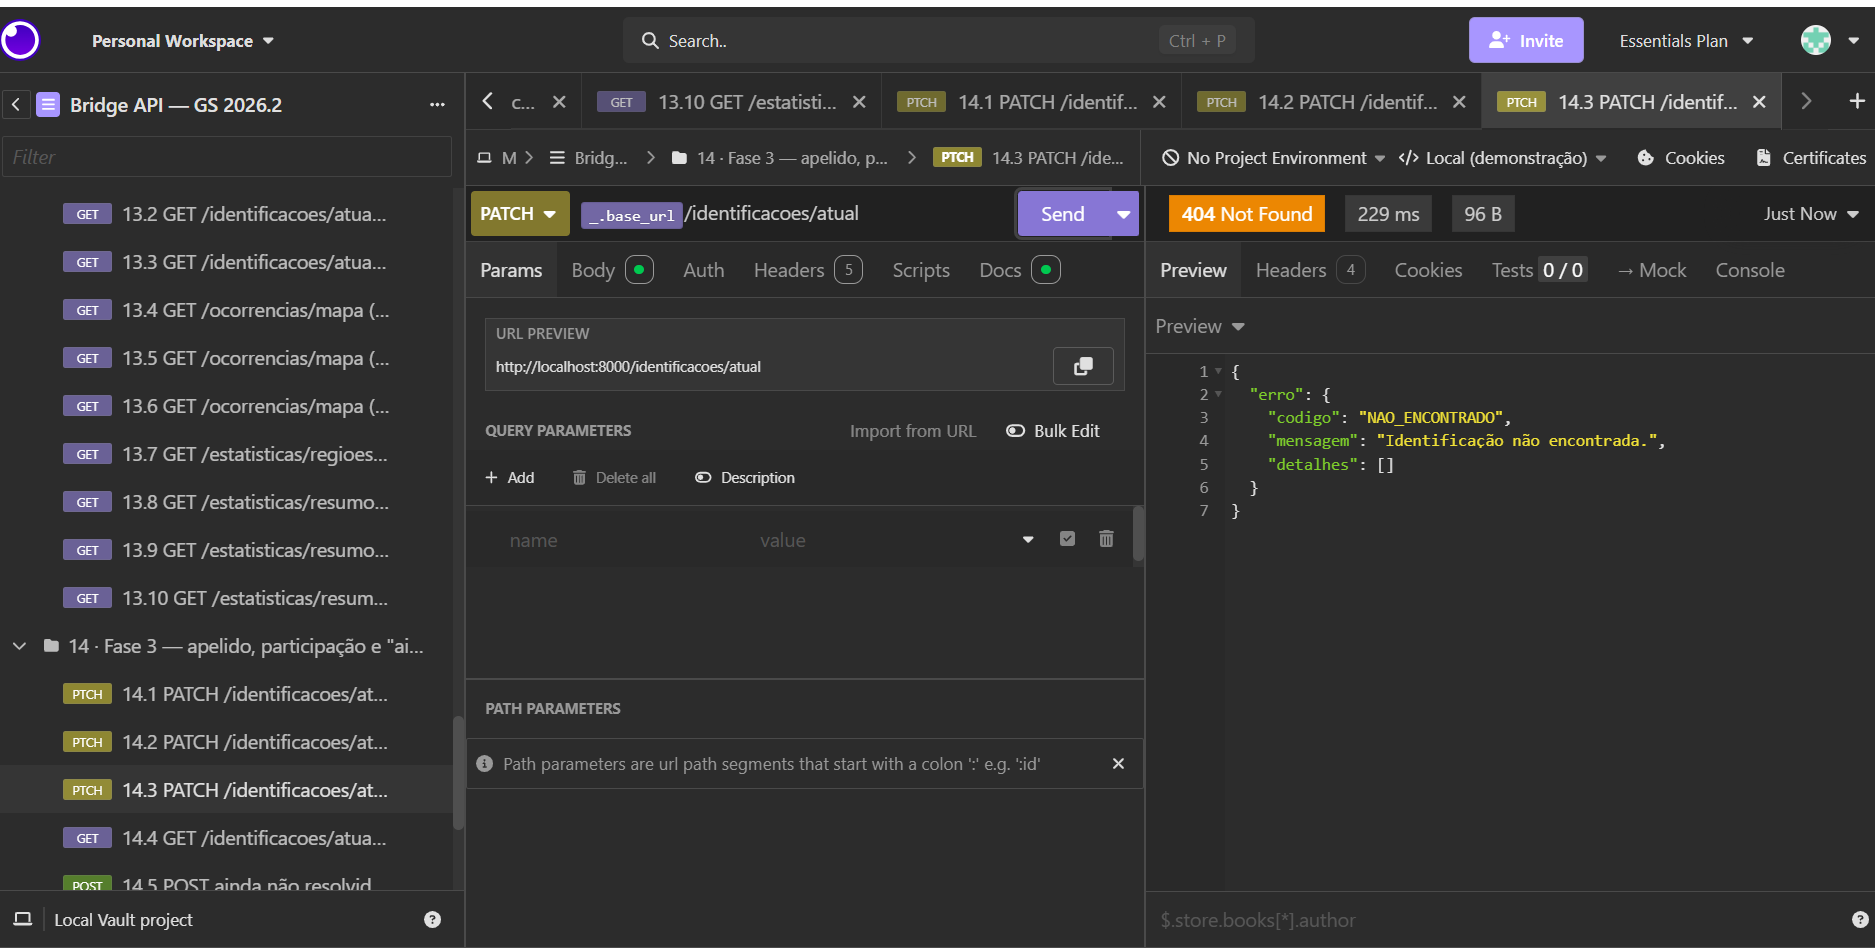 Personal Workspace
Search..
Ctrl + P
Invite
Essentials Plan
Bridge API — GS 2026.2
Filter
GET 13.2 GET /identificacoes/atua...
GET 13.3 GET /identificacoes/atua...
GET 13.4 GET /ocorrencias/mapa (...
GET 13.5 GET /ocorrencias/mapa (...
GET 13.6 GET /ocorrencias/mapa (...
GET 13.7 GET /estatisticas/regioes...
GET 13.8 GET /estatisticas/resumo...
GET 13.9 GET /estatisticas/resumo...
GET 13.10 GET /estatisticas/resum...
14 · Fase 3 — apelido, participação e "ai...
PTCH 14.1 PATCH /identificacoes/at...
PTCH 14.2 PATCH /identificacoes/at...
PTCH 14.3 PATCH /identificacoes/at...
GET 14.4 GET /identificacoes/atua...
POST 14.5 POST ainda não resolvid
Local Vault project
c...
GET 13.10 GET /estatisti...
PTCH 14.1 PATCH /identif...
PTCH 14.2 PATCH /identif...
PTCH 14.3 PATCH /identif...
M
Bridg...
14 · Fase 3 — apelido, p...
PTCH 14.3 PATCH /ide...
No Project Environment
</> Local (demonstração)
Cookies
Certificates
PATCH
_.base_url/identificacoes/atual
Send
Params
Body
Auth
Headers 5
Scripts
Docs
URL PREVIEW
http://localhost:8000/identificacoes/atual
QUERY PARAMETERS
Import from URL
Bulk Edit
+ Add
Delete all
Description
name
value
PATH PARAMETERS
Path parameters are url path segments that start with a colon ':' e.g. ':id'
404 Not Found
229 ms
96 B
Just Now
Preview
Headers 4
Cookies
Tests 0 / 0
→ Mock
Console
Preview
1 {
2 "erro": {
3 "codigo": "NAO_ENCONTRADO",
4 "mensagem": "Identificação não encontrada.",
5 "detalhes": []
6 }
7 }
$.store.books[*].author